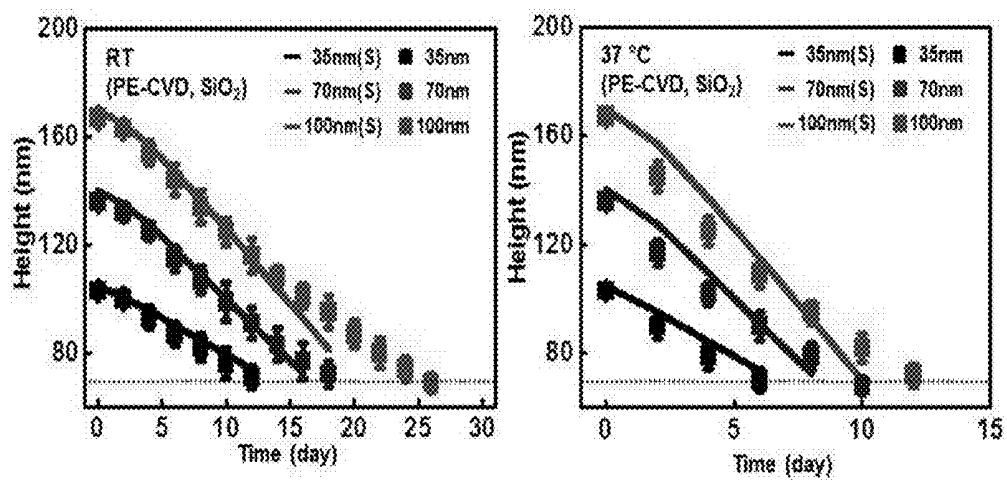 200
160
120
80
Height (nm)
RT
(PE-CVD, SiO₂)
35nm(S) 35nm
70nm(S) 70nm
100nm(S) 100nm
0 5 10 15 20 25 30
Time (day)
200
160
120
80
Height (nm)
37 °C
(PE-CVD, SiO₂)
35nm(S) 35nm
70nm(S) 70nm
100nm(S) 100nm
0 5 10 15
Time (day)